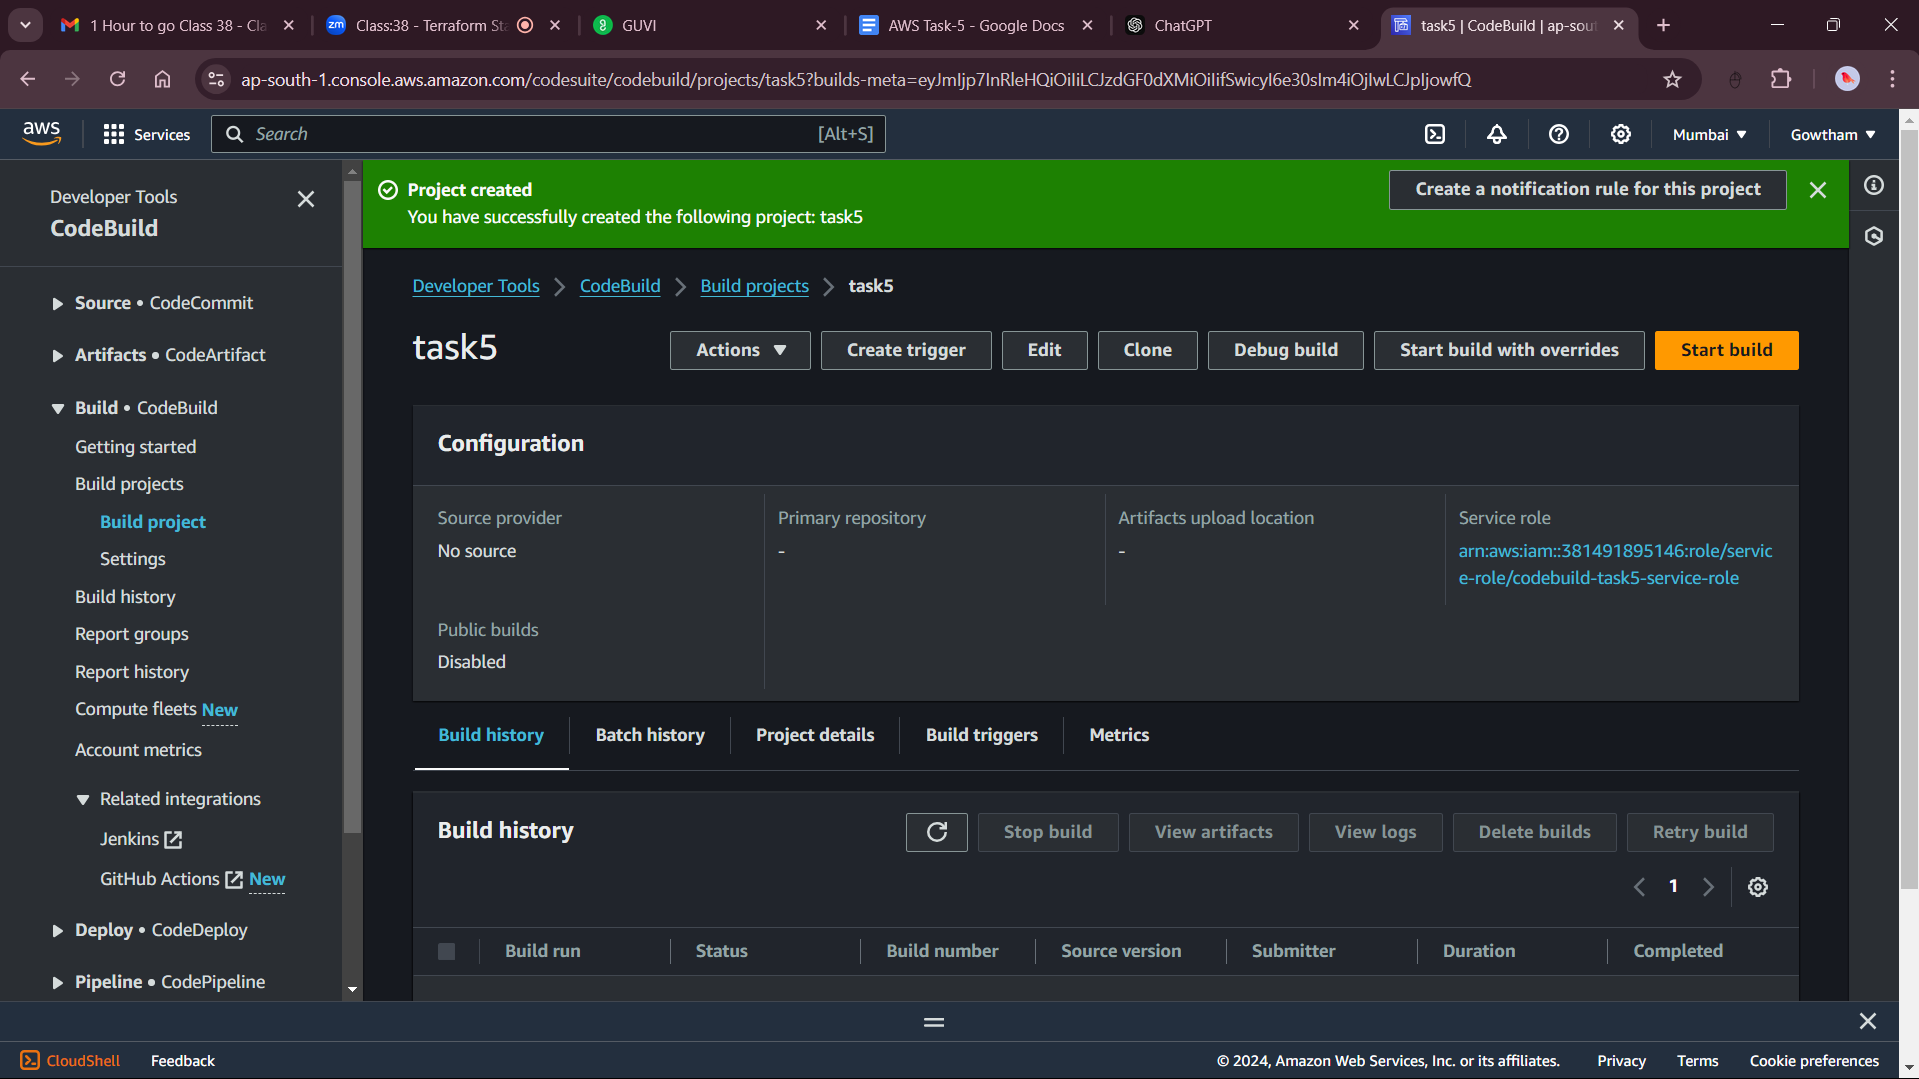 1 Hour to go Class 38 - Cla
Class:38 - Terraform Sta
GUVI
AWS Task-5 - Google Docs
ChatGPT
task5 | CodeBuild | ap-sout
ap-south-1.console.aws.amazon.com/codesuite/codebuild/projects/task5?builds-meta=eyJmIjp7InRleHQiOiIiLCJzdGF0dXMiOiIifSwicyI6e30sIm4iOjIwLCJpIjowfQ
aws
Services
Search
[Alt+S]
Mumbai
Gowtham
Developer Tools
CodeBuild
Source • CodeCommit
Artifacts • CodeArtifact
Build • CodeBuild
Getting started
Build projects
Build project
Settings
Build history
Report groups
Report history
Compute fleets New
Account metrics
Related integrations
Jenkins
GitHub Actions New
Deploy • CodeDeploy
Pipeline • CodePipeline
Project created
You have successfully created the following project: task5
Create a notification rule for this project
Developer Tools
CodeBuild
Build projects
task5
task5
Actions
Create trigger
Edit
Clone
Debug build
Start build with overrides
Start build
Configuration
Source provider
No source
Primary repository
-
Artifacts upload location
-
Service role
arn:aws:iam::381491895146:role/servic
e-role/codebuild-task5-service-role
Public builds
Disabled
Build history
Batch history
Project details
Build triggers
Metrics
Build history
Stop build
View artifacts
View logs
Delete builds
Retry build
1
Build run
Status
Build number
Source version
Submitter
Duration
Completed
CloudShell
Feedback
© 2024, Amazon Web Services, Inc. or its affiliates.
Privacy
Terms
Cookie preferences